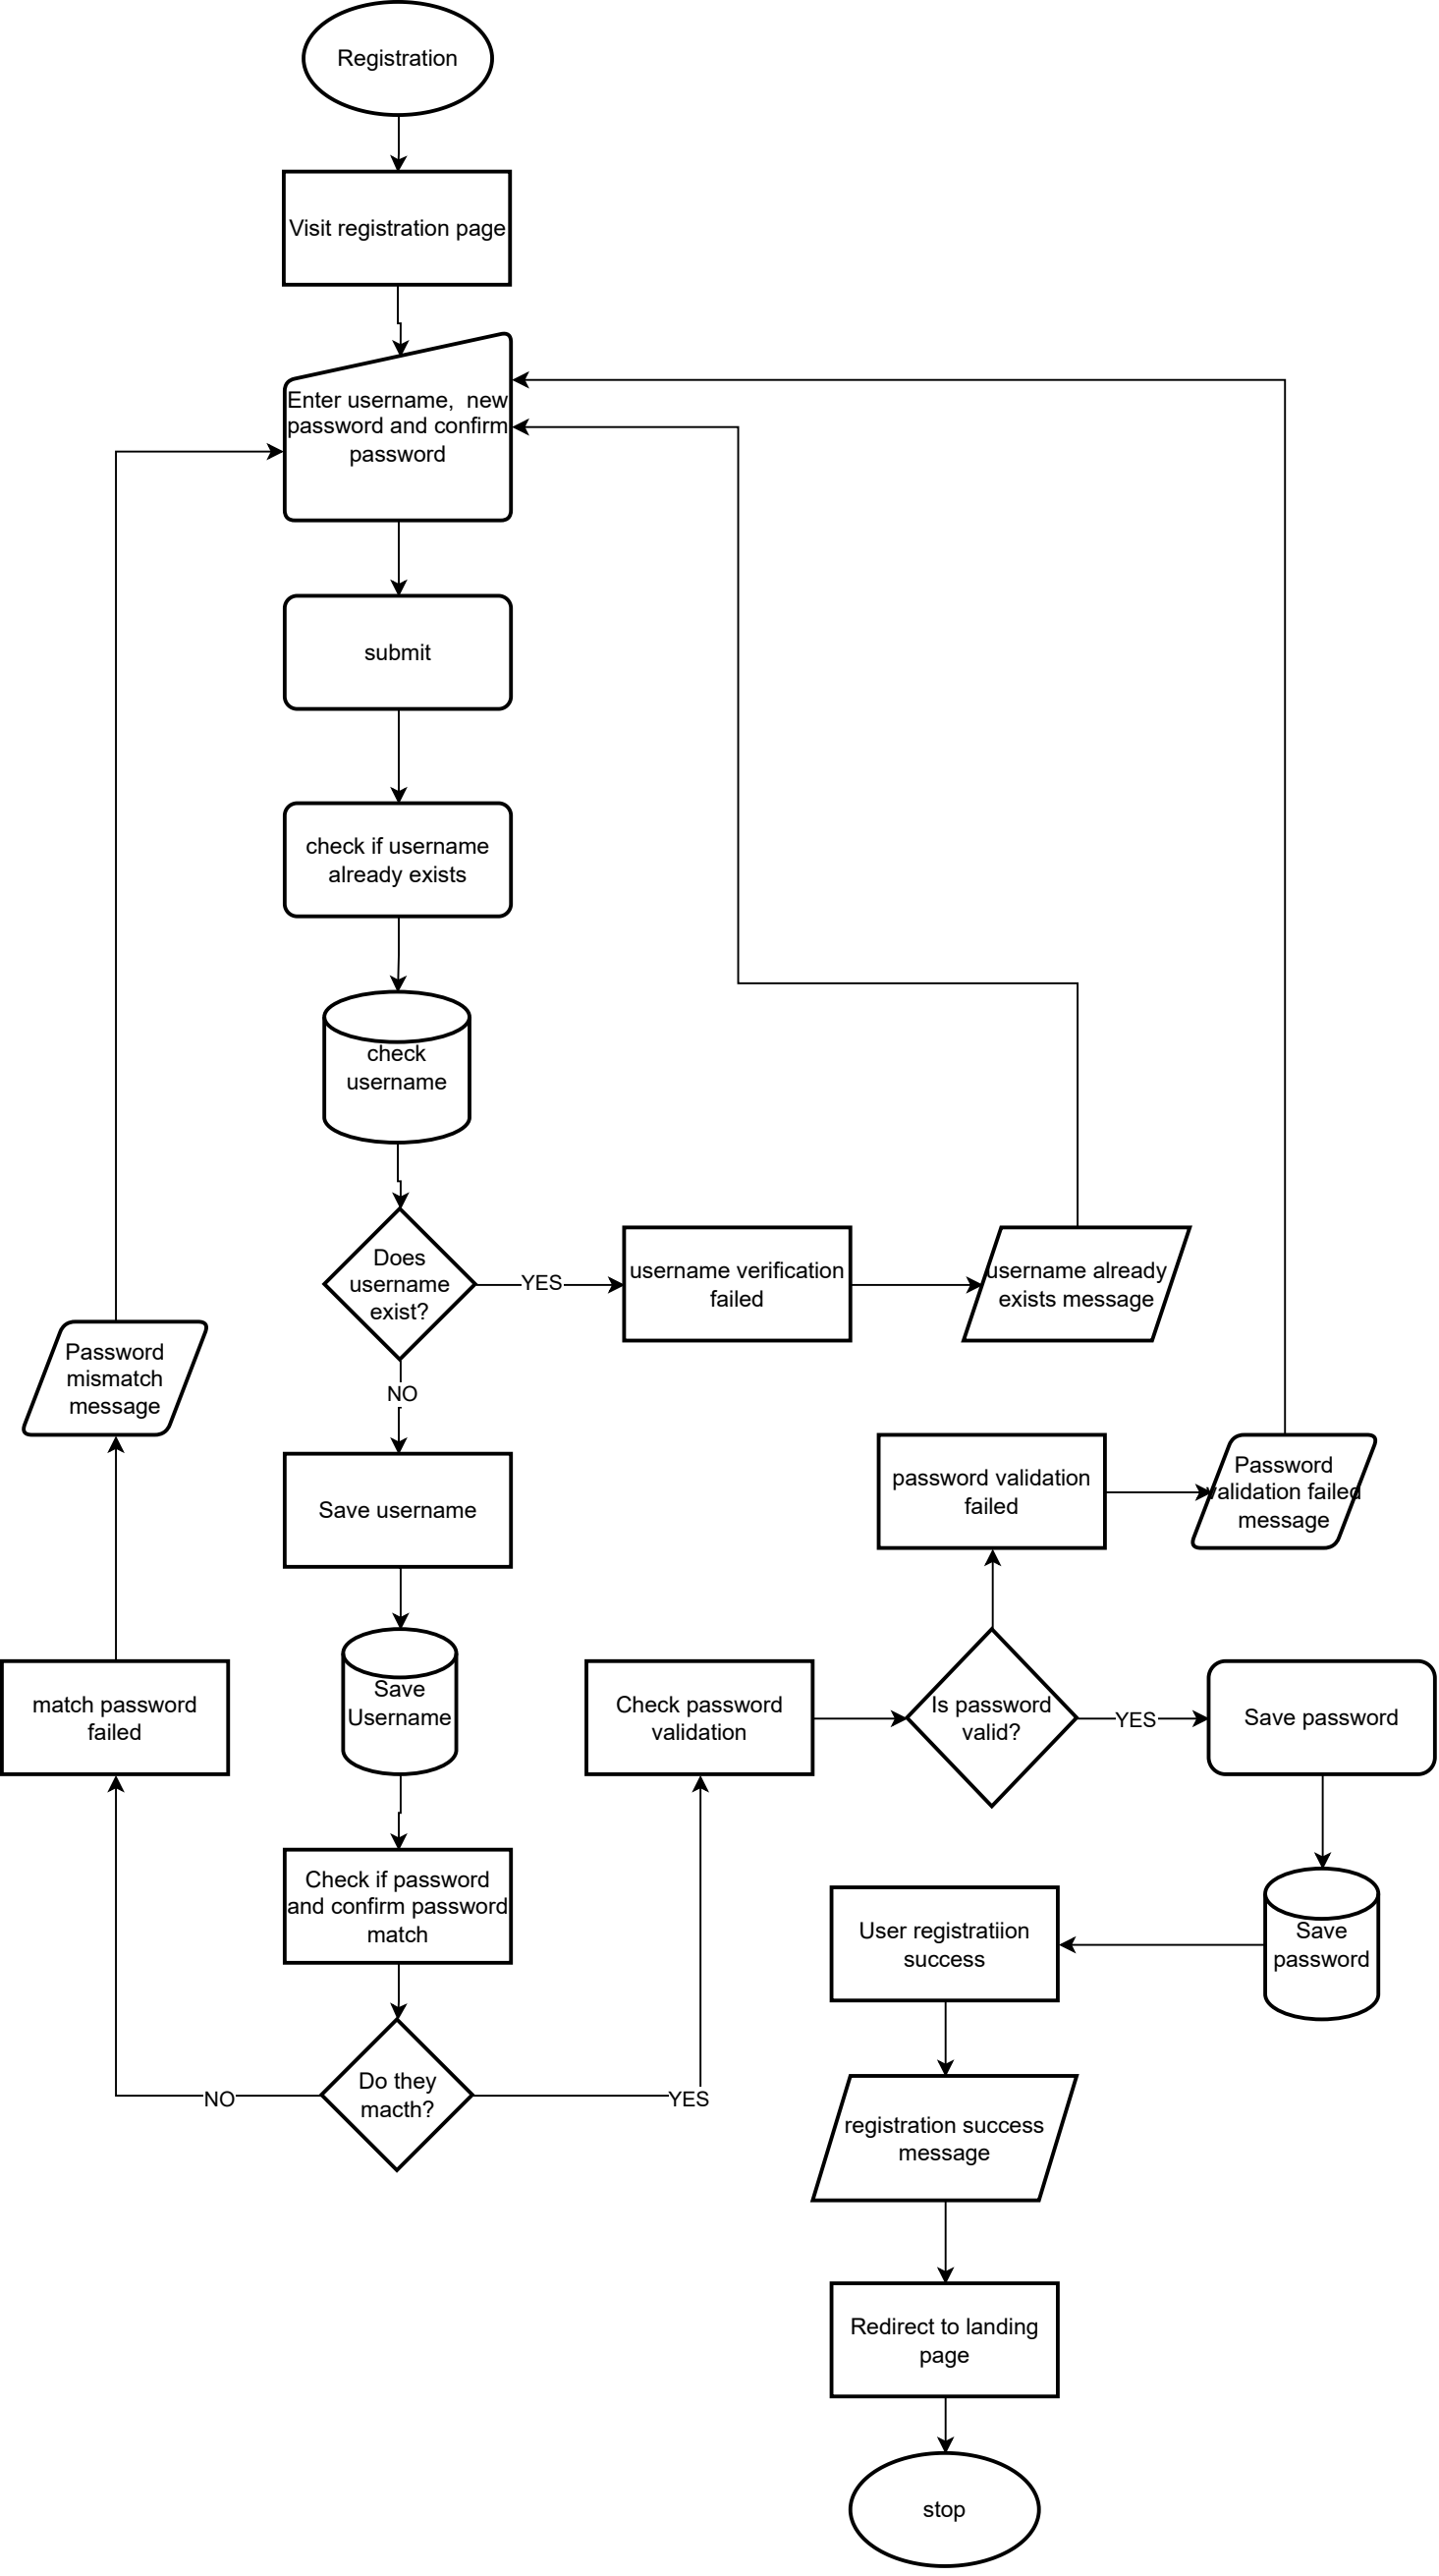 Registration
Visit registration page
Enter username,  new
password and confirm
password
submit
check if username
already exists
check
username
Does
username
exist?
YES
username verification
failed
username already
exists message
NO
Password
mismatch
message
Save username
password validation
failed
Password
validation failed
message
match password
failed
Save
Username
Check password
validation
Is password
valid?
YES
Save password
Check if password
and confirm password
match
User registratiion
success
Save
password
Do they
macth?
NO
YES
registration success
message
Redirect to landing
page
stop